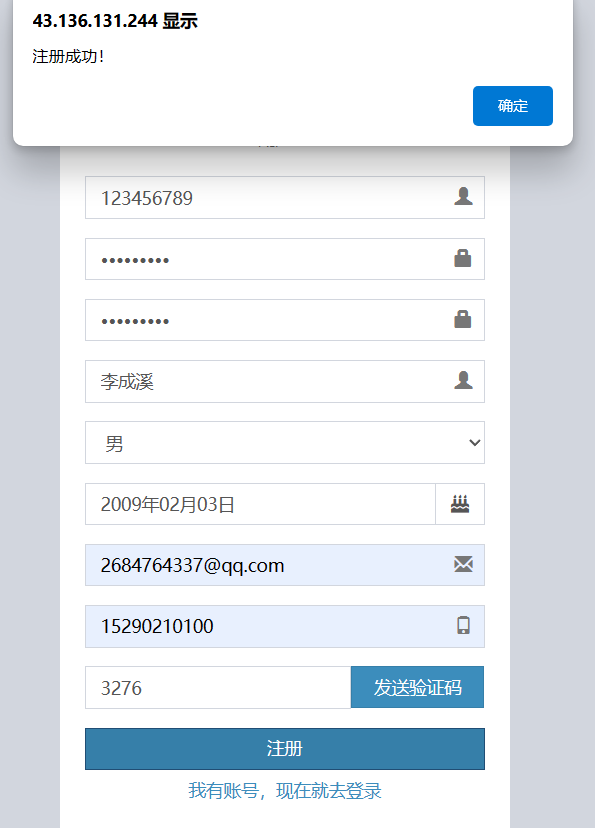 43.136.131.244 显示
注册成功!
确定
123456789
•••••••••
•••••••••
李成溪
男
2009年02月03日
2684764337@qq.com
15290210100
3276
发送验证码
注册
我有账号，现在就去登录